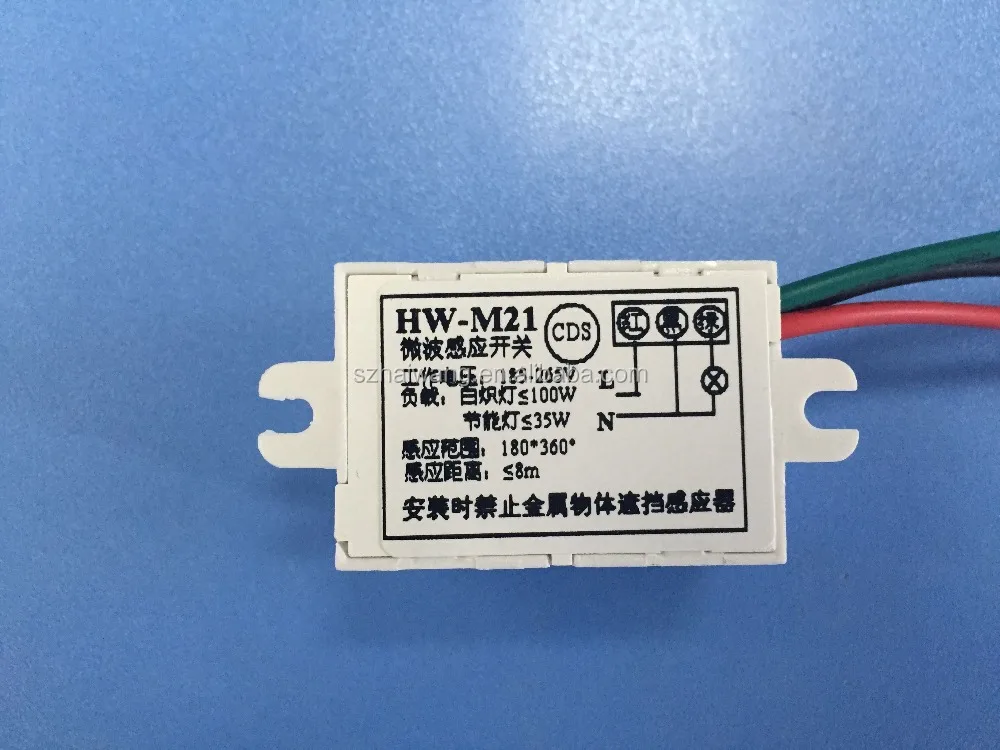 HW-M21
CDS
红 黑 绿
微波感应开关
工作电压：185-265V
L
负载：白炽灯≤100W
节能灯≤35W
N
感应范围：180*360°
感应距离：≤8m
安装时禁止金属物体遮挡感应器